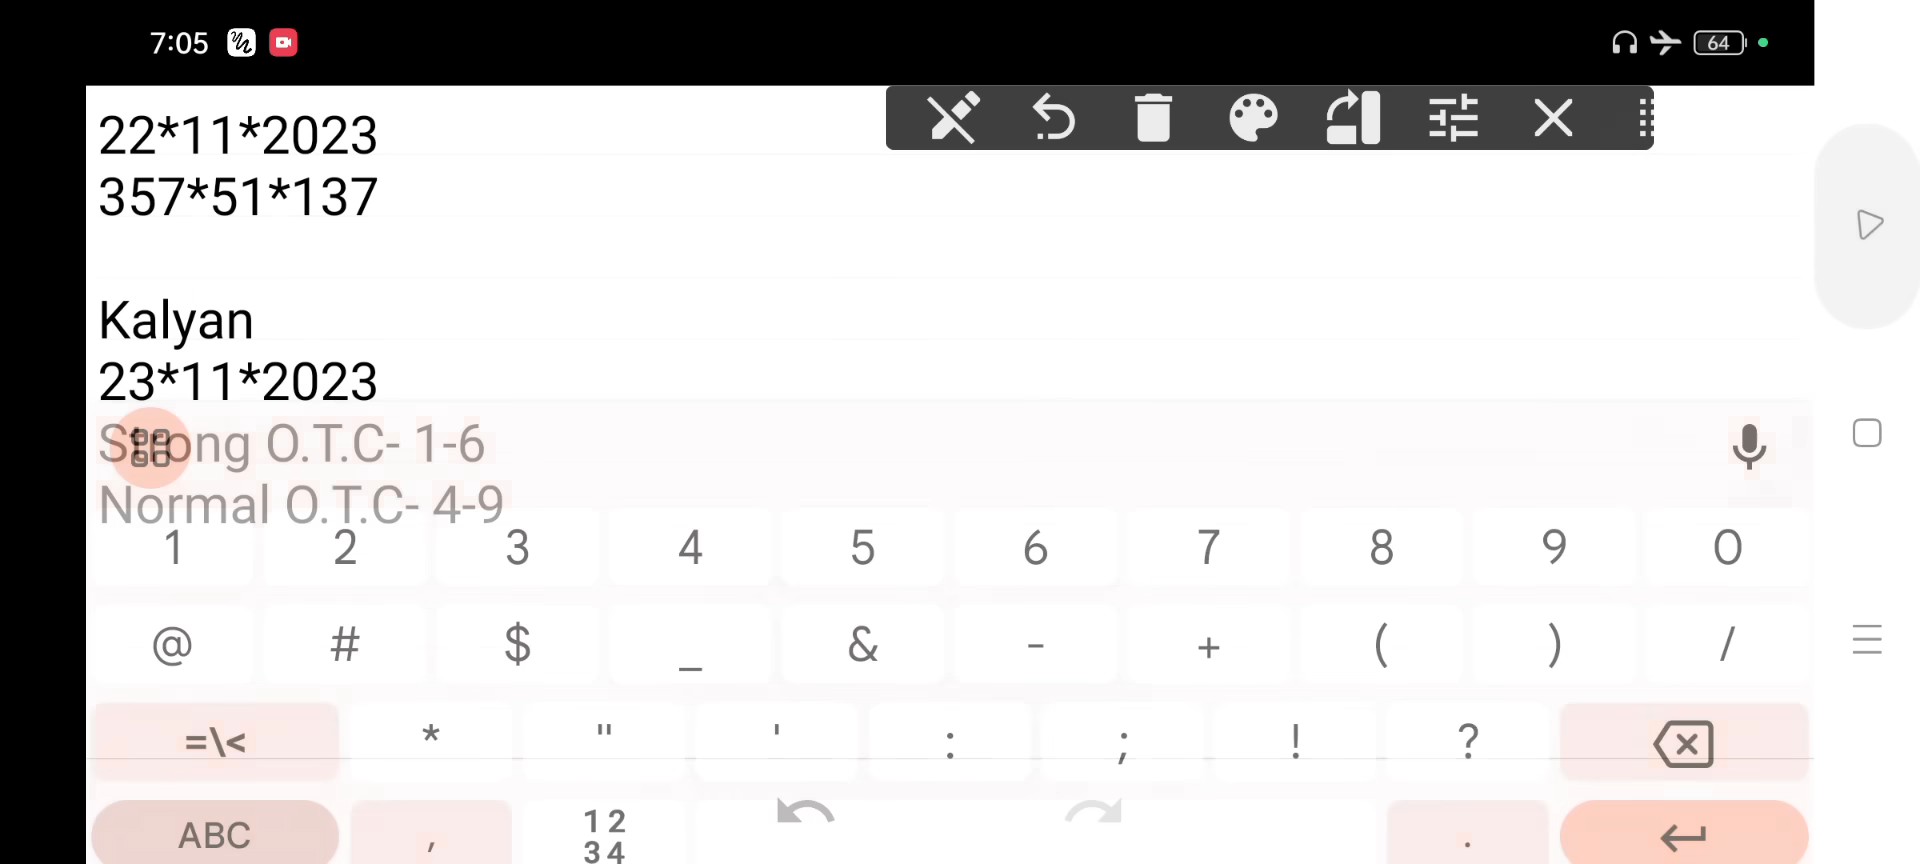 7:05
64
22*11*2023
357*51*137
Kalyan
23*11*2023
Strong O.T.C- 1-6
Normal O.T.C- 4-9
1 2 3 4 5 6 7 8 9 0
@ # $ _ & - + ( ) /
=\< * " ' : ; ! ?
ABC , 12 .
34